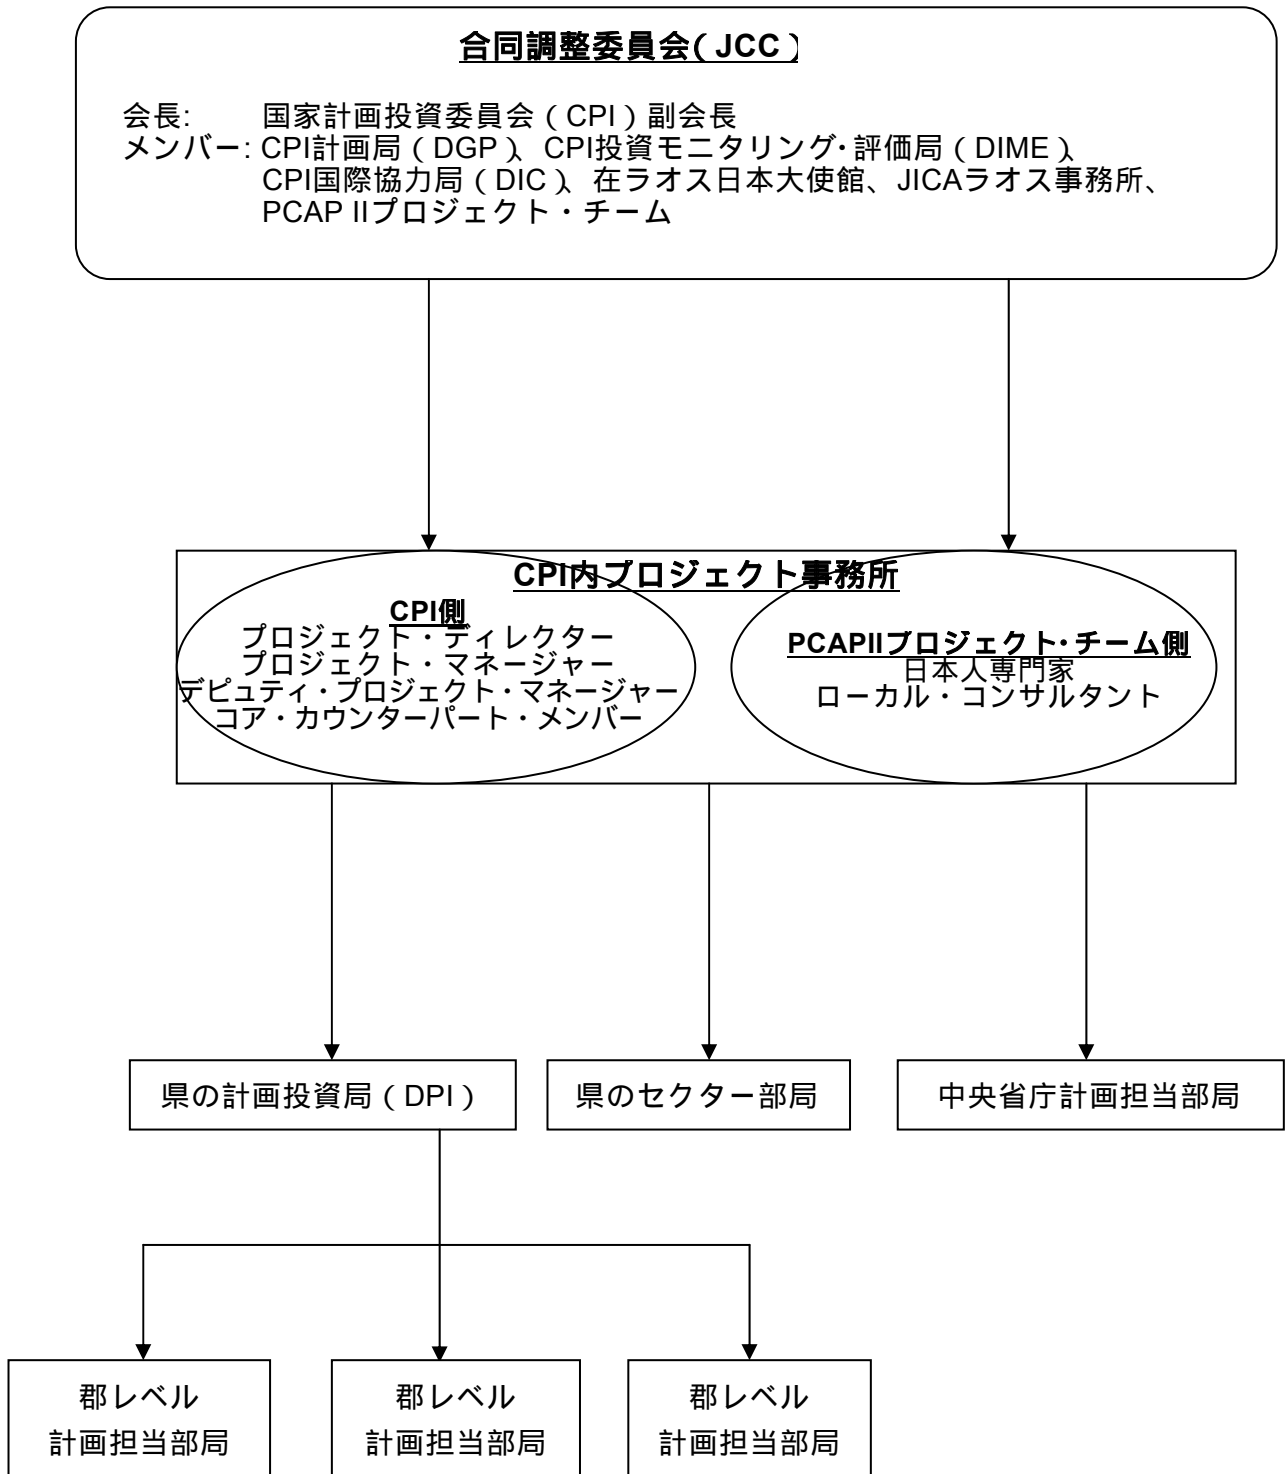 合同調整委員会（JCC）
会長: 国家計画投資委員会（CPI）副会長
メンバー: CPI計画局（DGP）、CPI投資モニタリング・評価局（DIME）、
CPI国際協力局（DIC）、在ラオス日本大使館、JICAラオス事務所、
PCAP IIプロジェクト・チーム
CPI内プロジェクト事務所
CPI側
プロジェクト・ディレクター
プロジェクト・マネージャー
デピュティ・プロジェクト・マネージャー
コア・カウンターパート・メンバー
PCAPIIプロジェクト・チーム側
日本人専門家
ローカル・コンサルタント
県の計画投資局（DPI）
県のセクター部局
中央省庁計画担当部局
郡レベル
計画担当部局
郡レベル
計画担当部局
郡レベル
計画担当部局